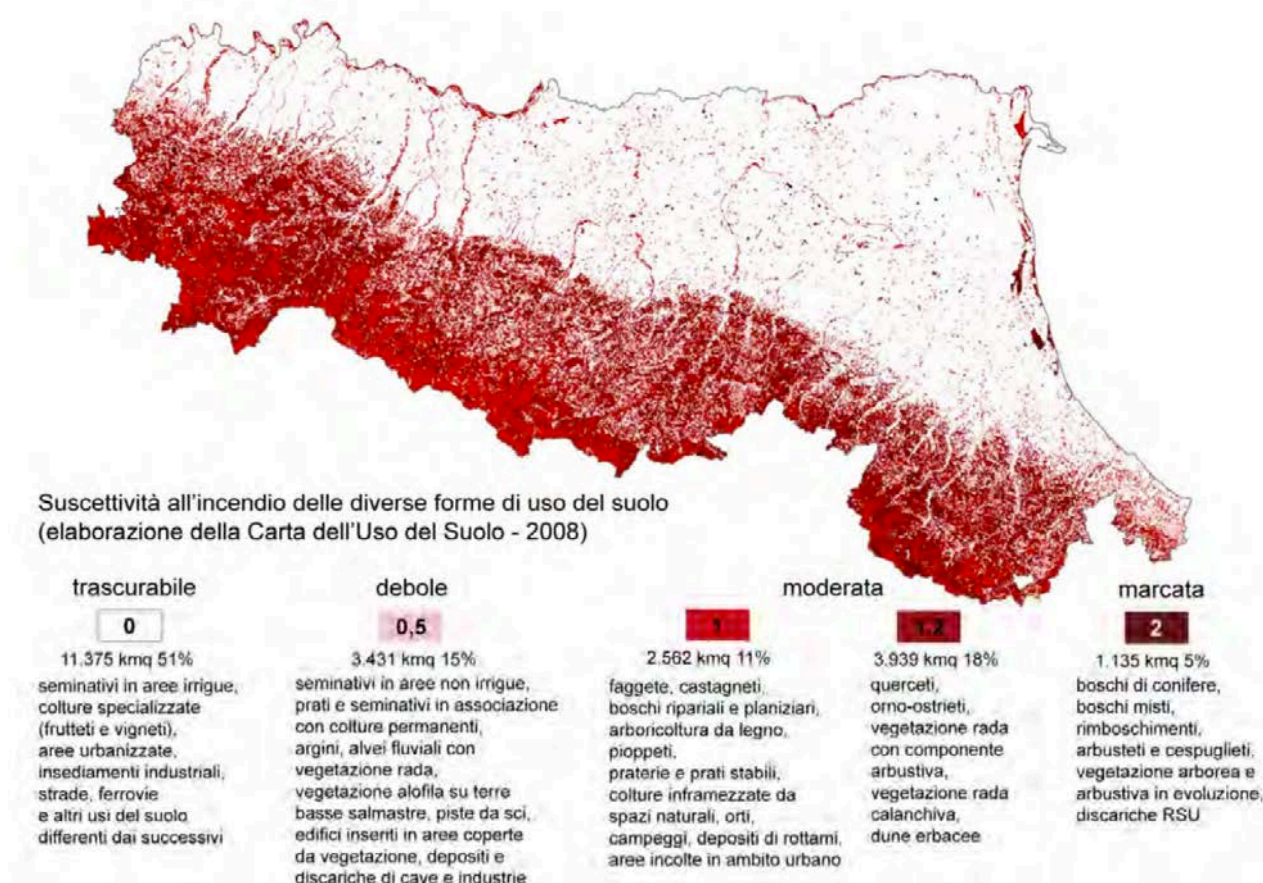 Suscettività all'incendio delle diverse forme di uso del suolo
(elaborazione della Carta dell'Uso del Suolo - 2008)
trascurabile
0
11.375 kmq 51%
seminativi in aree irrigue,
colture specializzate
(frutteti e vigneti),
aree urbanizzate,
insediamenti industriali,
strade, ferrovie
e altri usi del suolo
differenti dai successivi
debole
0,5
3.431 kmq 15%
seminativi in aree non irrigue,
prati e seminativi in associazione
con colture permanenti,
argini, alvei fluviali con
vegetazione rada,
vegetazione alofila su terre
basse salmastre, piste da sci,
edifici inseriti in aree coperte
da vegetazione, depositi e
discariche di cave e industrie
moderata
1
2.562 kmq 11%
faggete, castagneti,
boschi ripariali e planiziari,
arboricoltura da legno,
pioppeti,
praterie e prati stabili,
colture inframezzate da
spazi naturali, orti,
campeggi, depositi di rottami,
aree incolte in ambito urbano
1,2
3.939 kmq 18%
querceti,
orno-ostrieti,
vegetazione rada
con componente
arbustiva,
vegetazione rada
calanchiva,
dune erbacee
marcata
2
1.135 kmq 5%
boschi di conifere,
boschi misti,
rimboschimenti,
arbusteti e cespuglieti,
vegetazione arborea e
arbustiva in evoluzione,
discariche RSU